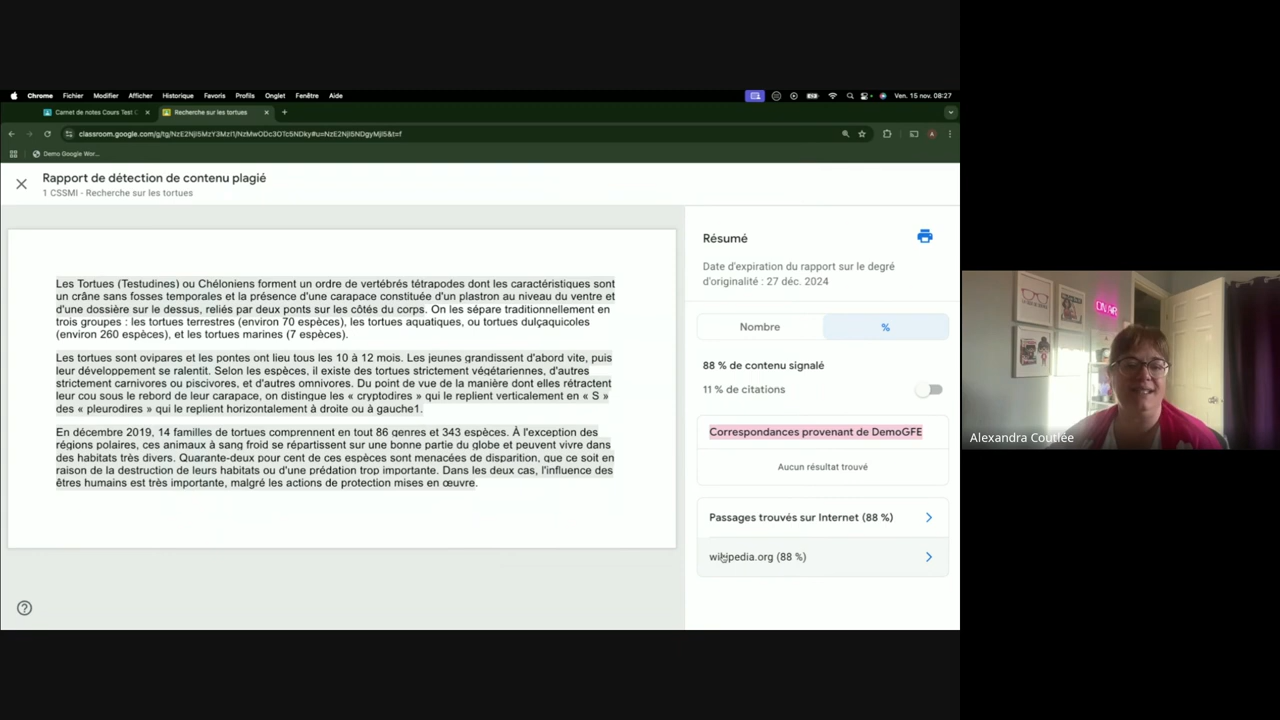 Chrome Fichier Modifier Afficher Historique Favoris Profils Onglet Fenêtre Aide
Ven. 15 nov. 08:27
Carnet de notes Cours Test
Recherche sur les tortues
classroom.google.com/g/tg/NzE2NjI5MzY3MzI1/NzMwODc3OTc5NDky#u=NzE2NjI5NDgyMjI5&t=f
Demo Google Wor...
Rapport de détection de contenu plagié
1 CSSMI - Recherche sur les tortues
Les Tortues (Testudines) ou Chéloniens forment un ordre de vertébrés tétrapodes dont les caractéristiques sont
un crâne sans fosses temporales et la présence d'une carapace constituée d'un plastron au niveau du ventre et
d'une dossière sur le dessus, reliés par deux ponts sur les côtés du corps. On les sépare traditionnellement en
trois groupes : les tortues terrestres (environ 70 espèces), les tortues aquatiques, ou tortues dulçaquicoles
(environ 260 espèces), et les tortues marines (7 espèces).
Les tortues sont ovipares et les pontes ont lieu tous les 10 à 12 mois. Les jeunes grandissent d'abord vite, puis
leur développement se ralentit. Selon les espèces, il existe des tortues strictement végétariennes, d'autres
strictement carnivores ou piscivores, et d'autres omnivores. Du point de vue de la manière dont elles rétractent
leur cou sous le rebord de leur carapace, on distingue les « cryptodires » qui le replient verticalement en « S »
des « pleurodires » qui le replient horizontalement à droite ou à gauche1.
En décembre 2019, 14 familles de tortues comprennent en tout 86 genres et 343 espèces. À l'exception des
régions polaires, ces animaux à sang froid se répartissent sur une bonne partie du globe et peuvent vivre dans
des habitats très divers. Quarante-deux pour cent de ces espèces sont menacées de disparition, que ce soit en
raison de la destruction de leurs habitats ou d'une prédation trop importante. Dans les deux cas, l'influence des
êtres humains est très importante, malgré les actions de protection mises en œuvre.
Résumé
Date d'expiration du rapport sur le degré
d'originalité : 27 déc. 2024
Nombre
%
88 % de contenu signalé
11 % de citations
Correspondances provenant de DemoGFE
Aucun résultat trouvé
Passages trouvés sur Internet (88 %)
wikipedia.org (88 %)
ON AIR
Alexandra Coutlée